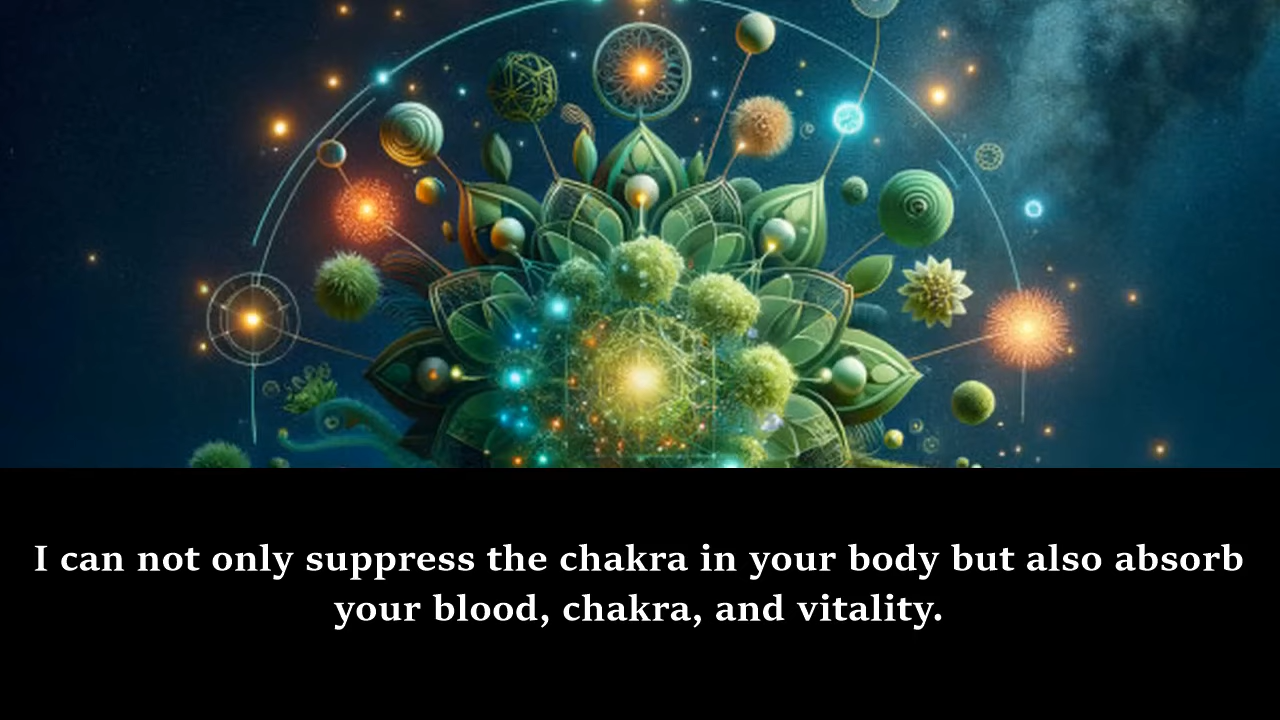 I can not only suppress the chakra in your body but also absorb
your blood, chakra, and vitality.